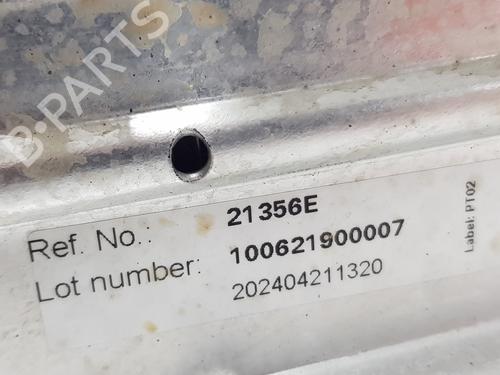 B-PARTS
Ref. No.: 21356E
Lot number: 100621900007
202404211320
Label: PT02